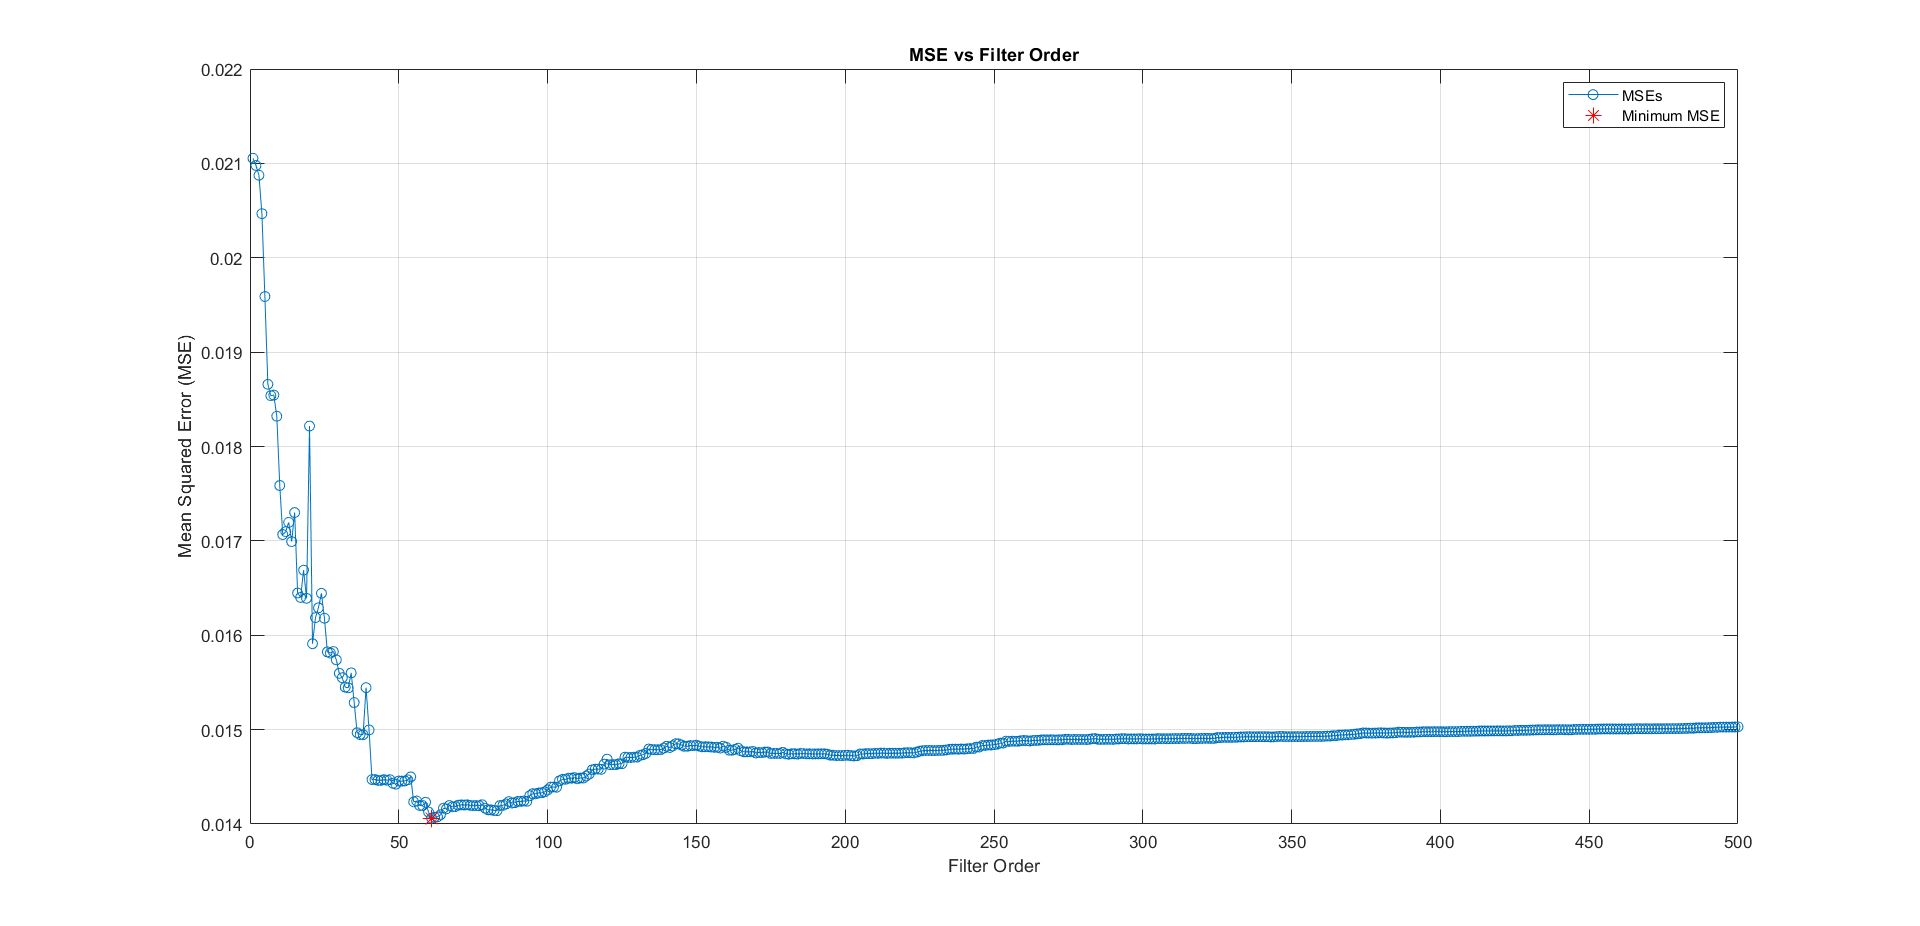 MSE vs Filter Order
0.022
0.021
0.02
0.019
0.018
0.017
0.016
0.015
0.014
Mean Squared Error (MSE)
MSEs
Minimum MSE
0 50 100 150 200 250 300 350 400 450 500
Filter Order